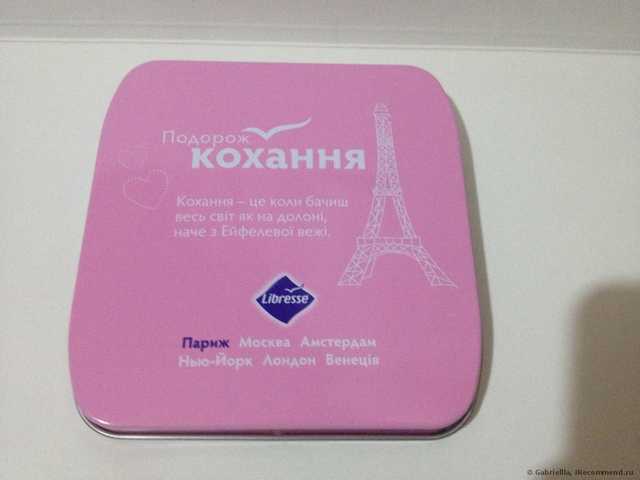 Подорож
кохання
Кохання – це коли бачиш
весь світ як на долоні,
наче з Ейфелевої вежі.
Libresse
Париж Москва Амстердам
Нью-Йорк Лондон Венеція
© Gabriellla, IRecommend.ru